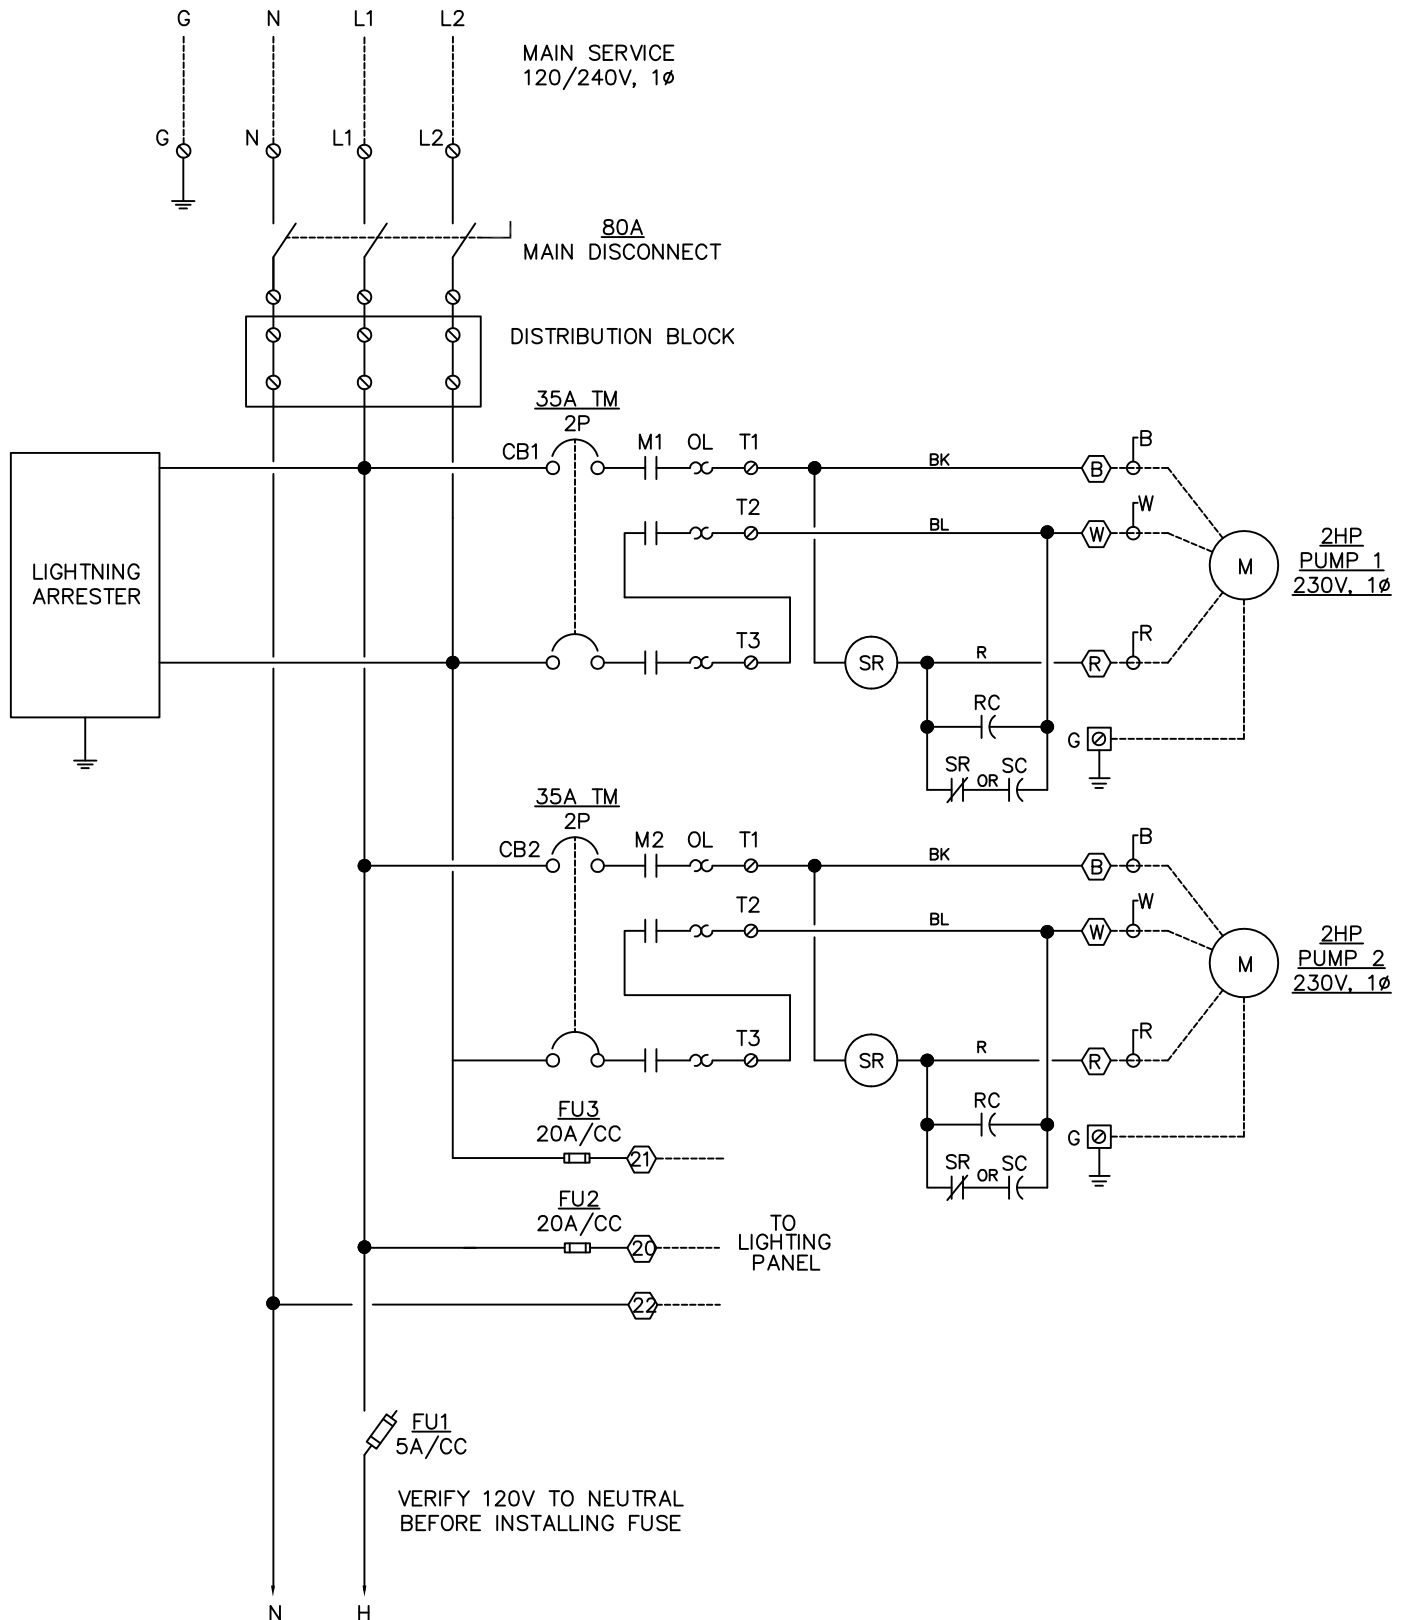 G N L1 L2
MAIN SERVICE
120/240V, 1ø
G N L1 L2
80A
MAIN DISCONNECT
DISTRIBUTION BLOCK
35A TM
2P
CB1 M1 OL T1 BK B B
T2 BL W W
LIGHTNING
ARRESTER
M
2HP
PUMP 1
230V, 1ø
T3 SR R R R
RC
G
SR OR SC
35A TM
2P
CB2 M2 OL T1 BK B B
T2 BL W W
M
2HP
PUMP 2
230V, 1ø
T3 SR R R R
RC
G
SR OR SC
FU3
20A/CC
21
FU2
20A/CC
20
TO
LIGHTING
PANEL
22
FU1
5A/CC
VERIFY 120V TO NEUTRAL
BEFORE INSTALLING FUSE
N H